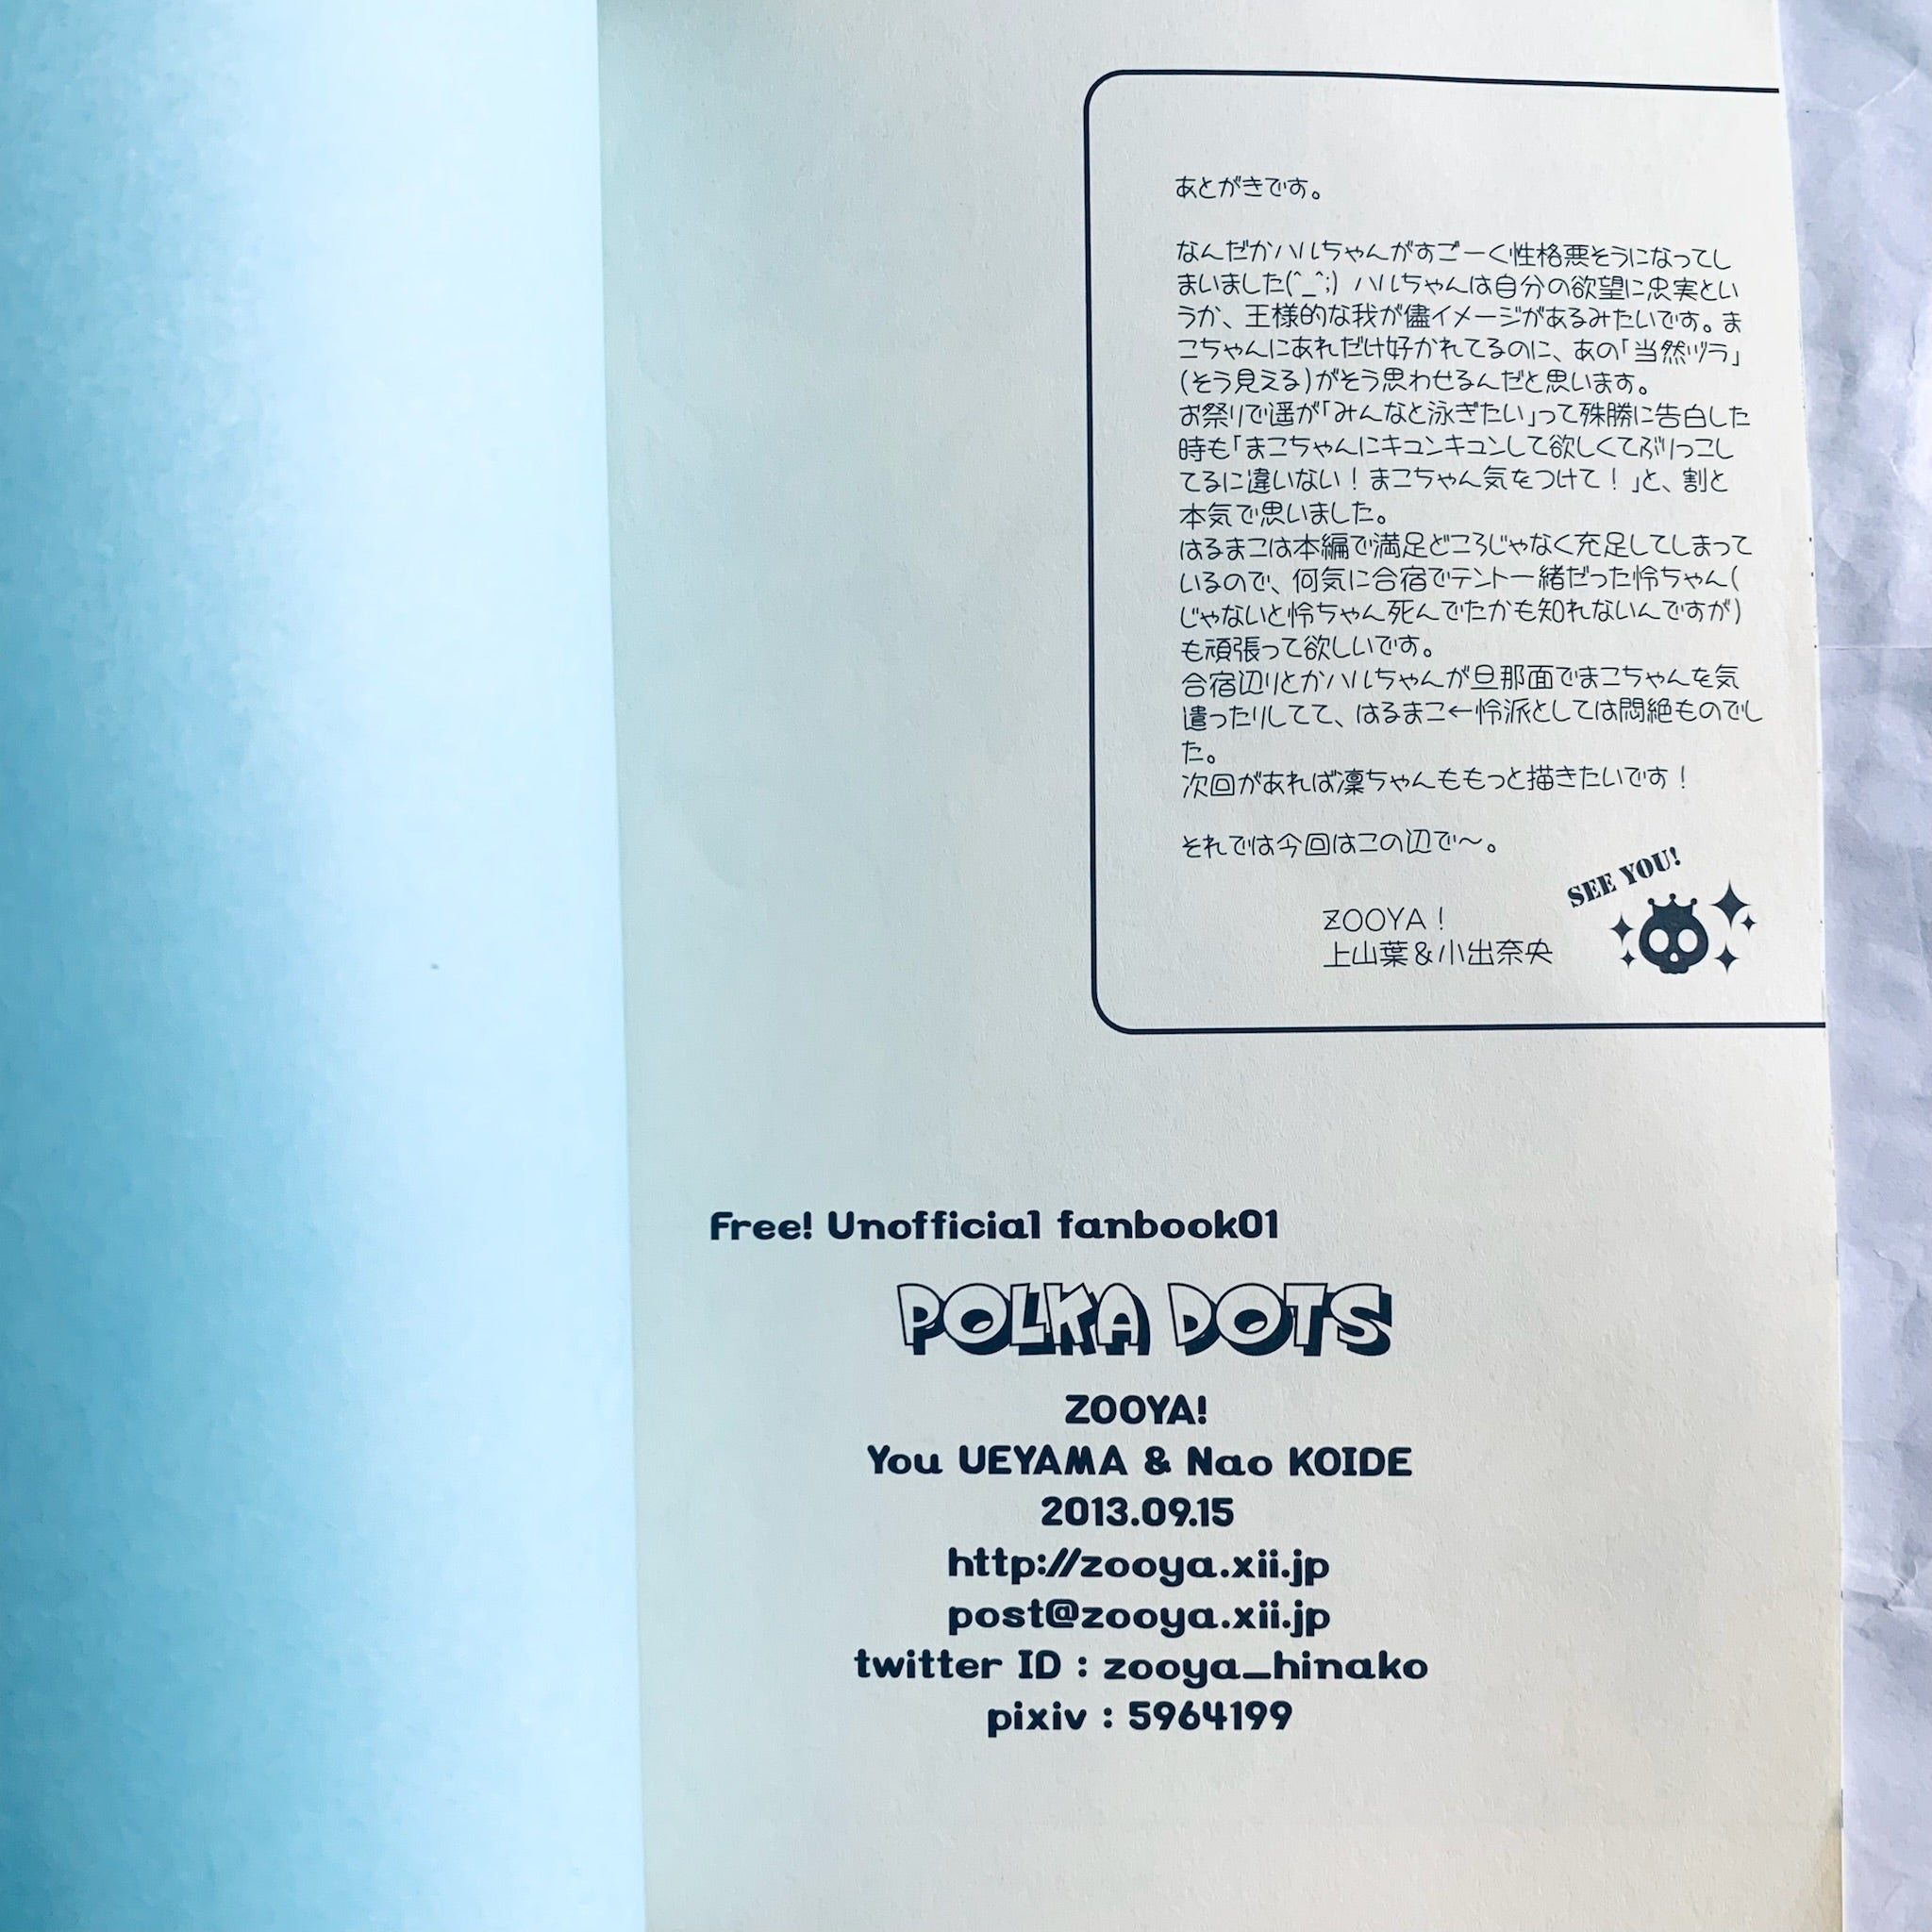 あとがきです。
なんだかハルちゃんがすごーく性格悪そうになってし
まいました(^_^;) ハルちゃんは自分の欲望に忠実とい
うか、王様的な我が儘イメージがあるみたいです。ま
こちゃんにあれだけ好かれてるのに、あの「当然ヅラ」
(そう見える)がそう思わせるんだと思います。
お祭りで遥が「みんなと泳ぎたい」って殊勝に告白した
時も「まこちゃんにキュンキュンして欲しくてぶりっこし
てるに違いない！まこちゃん気をつけて！」と、割と
本気で思いました。
はるまこは本編で満足どころじゃなく充足してしまって
いるので、何気に合宿でテント一緒だった怜ちゃん(
じゃないと怜ちゃん死んでたかも知れないんですが)
も頑張って欲しいです。
合宿辺りとかハルちゃんが旦那面でまこちゃんを気
遣ったりしてて、はるまこ←怜派としては悶絶ものでし
た。
次回があれば凜ちゃんももっと描きたいです！
それでは今回はこの辺で〜。
SEE YOU!
ZOOYA！
上山葉＆小出奈央
Free! Unofficial fanbook01
POLKA DOTS
ZOOYA!
You UEYAMA & Nao KOIDE
2013.09.15
http://zooya.xii.jp
post@zooya.xii.jp
twitter ID : zooya_hinako
pixiv : 5964199